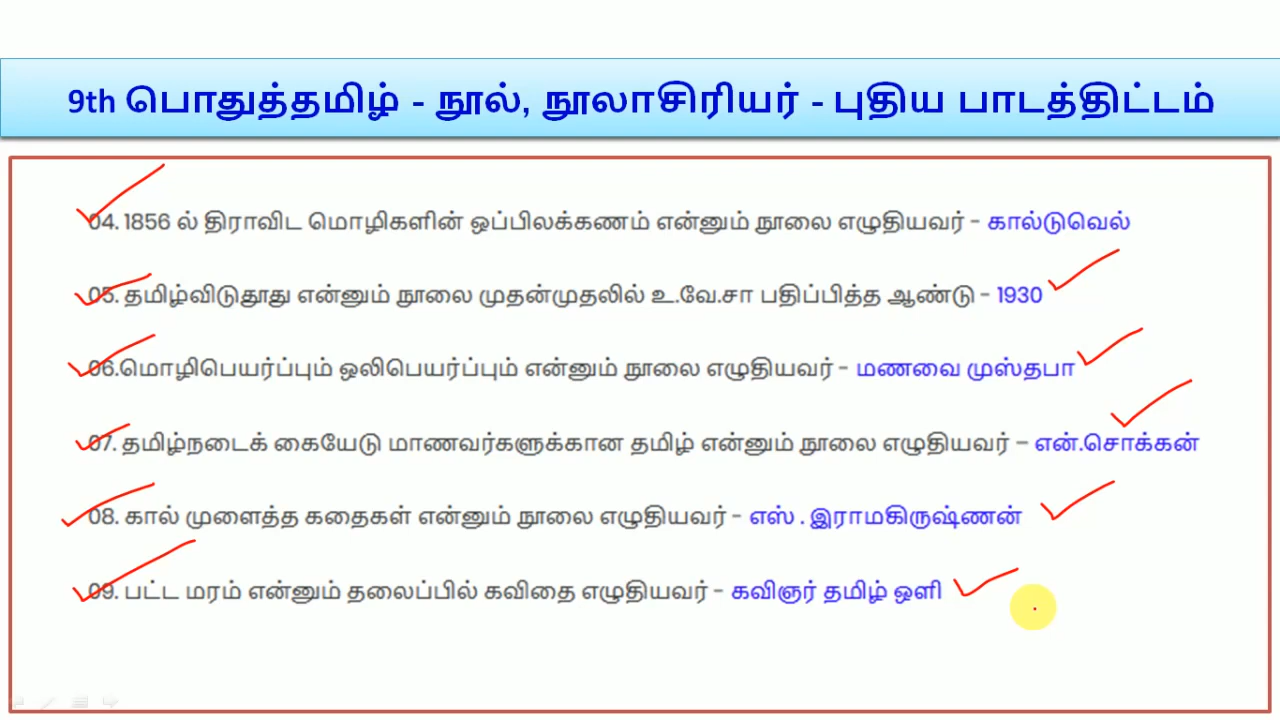 9th பொதுத்தமிழ் - நூல், நூலாசிரியர் - புதிய பாடத்திட்டம்
04. 1856 ல் திராவிட மொழிகளின் ஒப்பிலக்கணம் என்னும் நூலை எழுதியவர் - கால்டுவெல்
05. தமிழ்விடுதூது என்னும் நூலை முதன்முதலில் உ.வே.சா பதிப்பித்த ஆண்டு - 1930
06.மொழிபெயர்ப்பும் ஒலிபெயர்ப்பும் என்னும் நூலை எழுதியவர் - மணவை முஸ்தபா
07. தமிழ்நடைக் கையேடு மாணவர்களுக்கான தமிழ் என்னும் நூலை எழுதியவர் – என்.சொக்கன்
08. கால் முளைத்த கதைகள் என்னும் நூலை எழுதியவர் - எஸ் . இராமகிருஷ்ணன்
09. பட்ட மரம் என்னும் தலைப்பில் கவிதை எழுதியவர் - கவிஞர் தமிழ் ஒளி